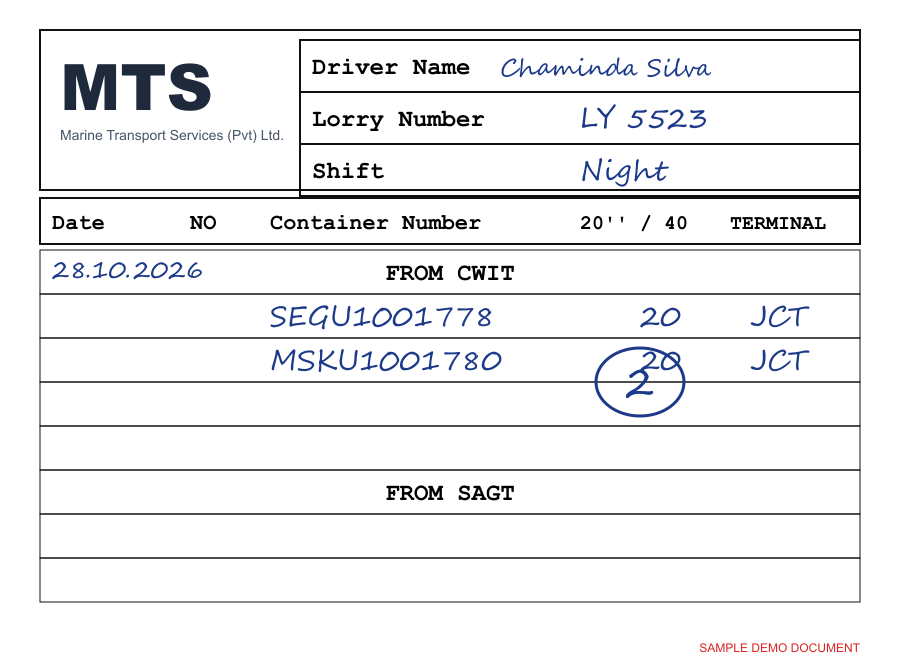 MTS
Marine Transport Services (Pvt) Ltd.
Driver Name Chaminda Silva
Lorry Number LY 5523
Shift Night
Date NO Container Number 20'' / 40 TERMINAL
28.10.2026 FROM CWIT
SEGU1001778 20 JCT
MSKU1001780 20 JCT
2
FROM SAGT
SAMPLE DEMO DOCUMENT